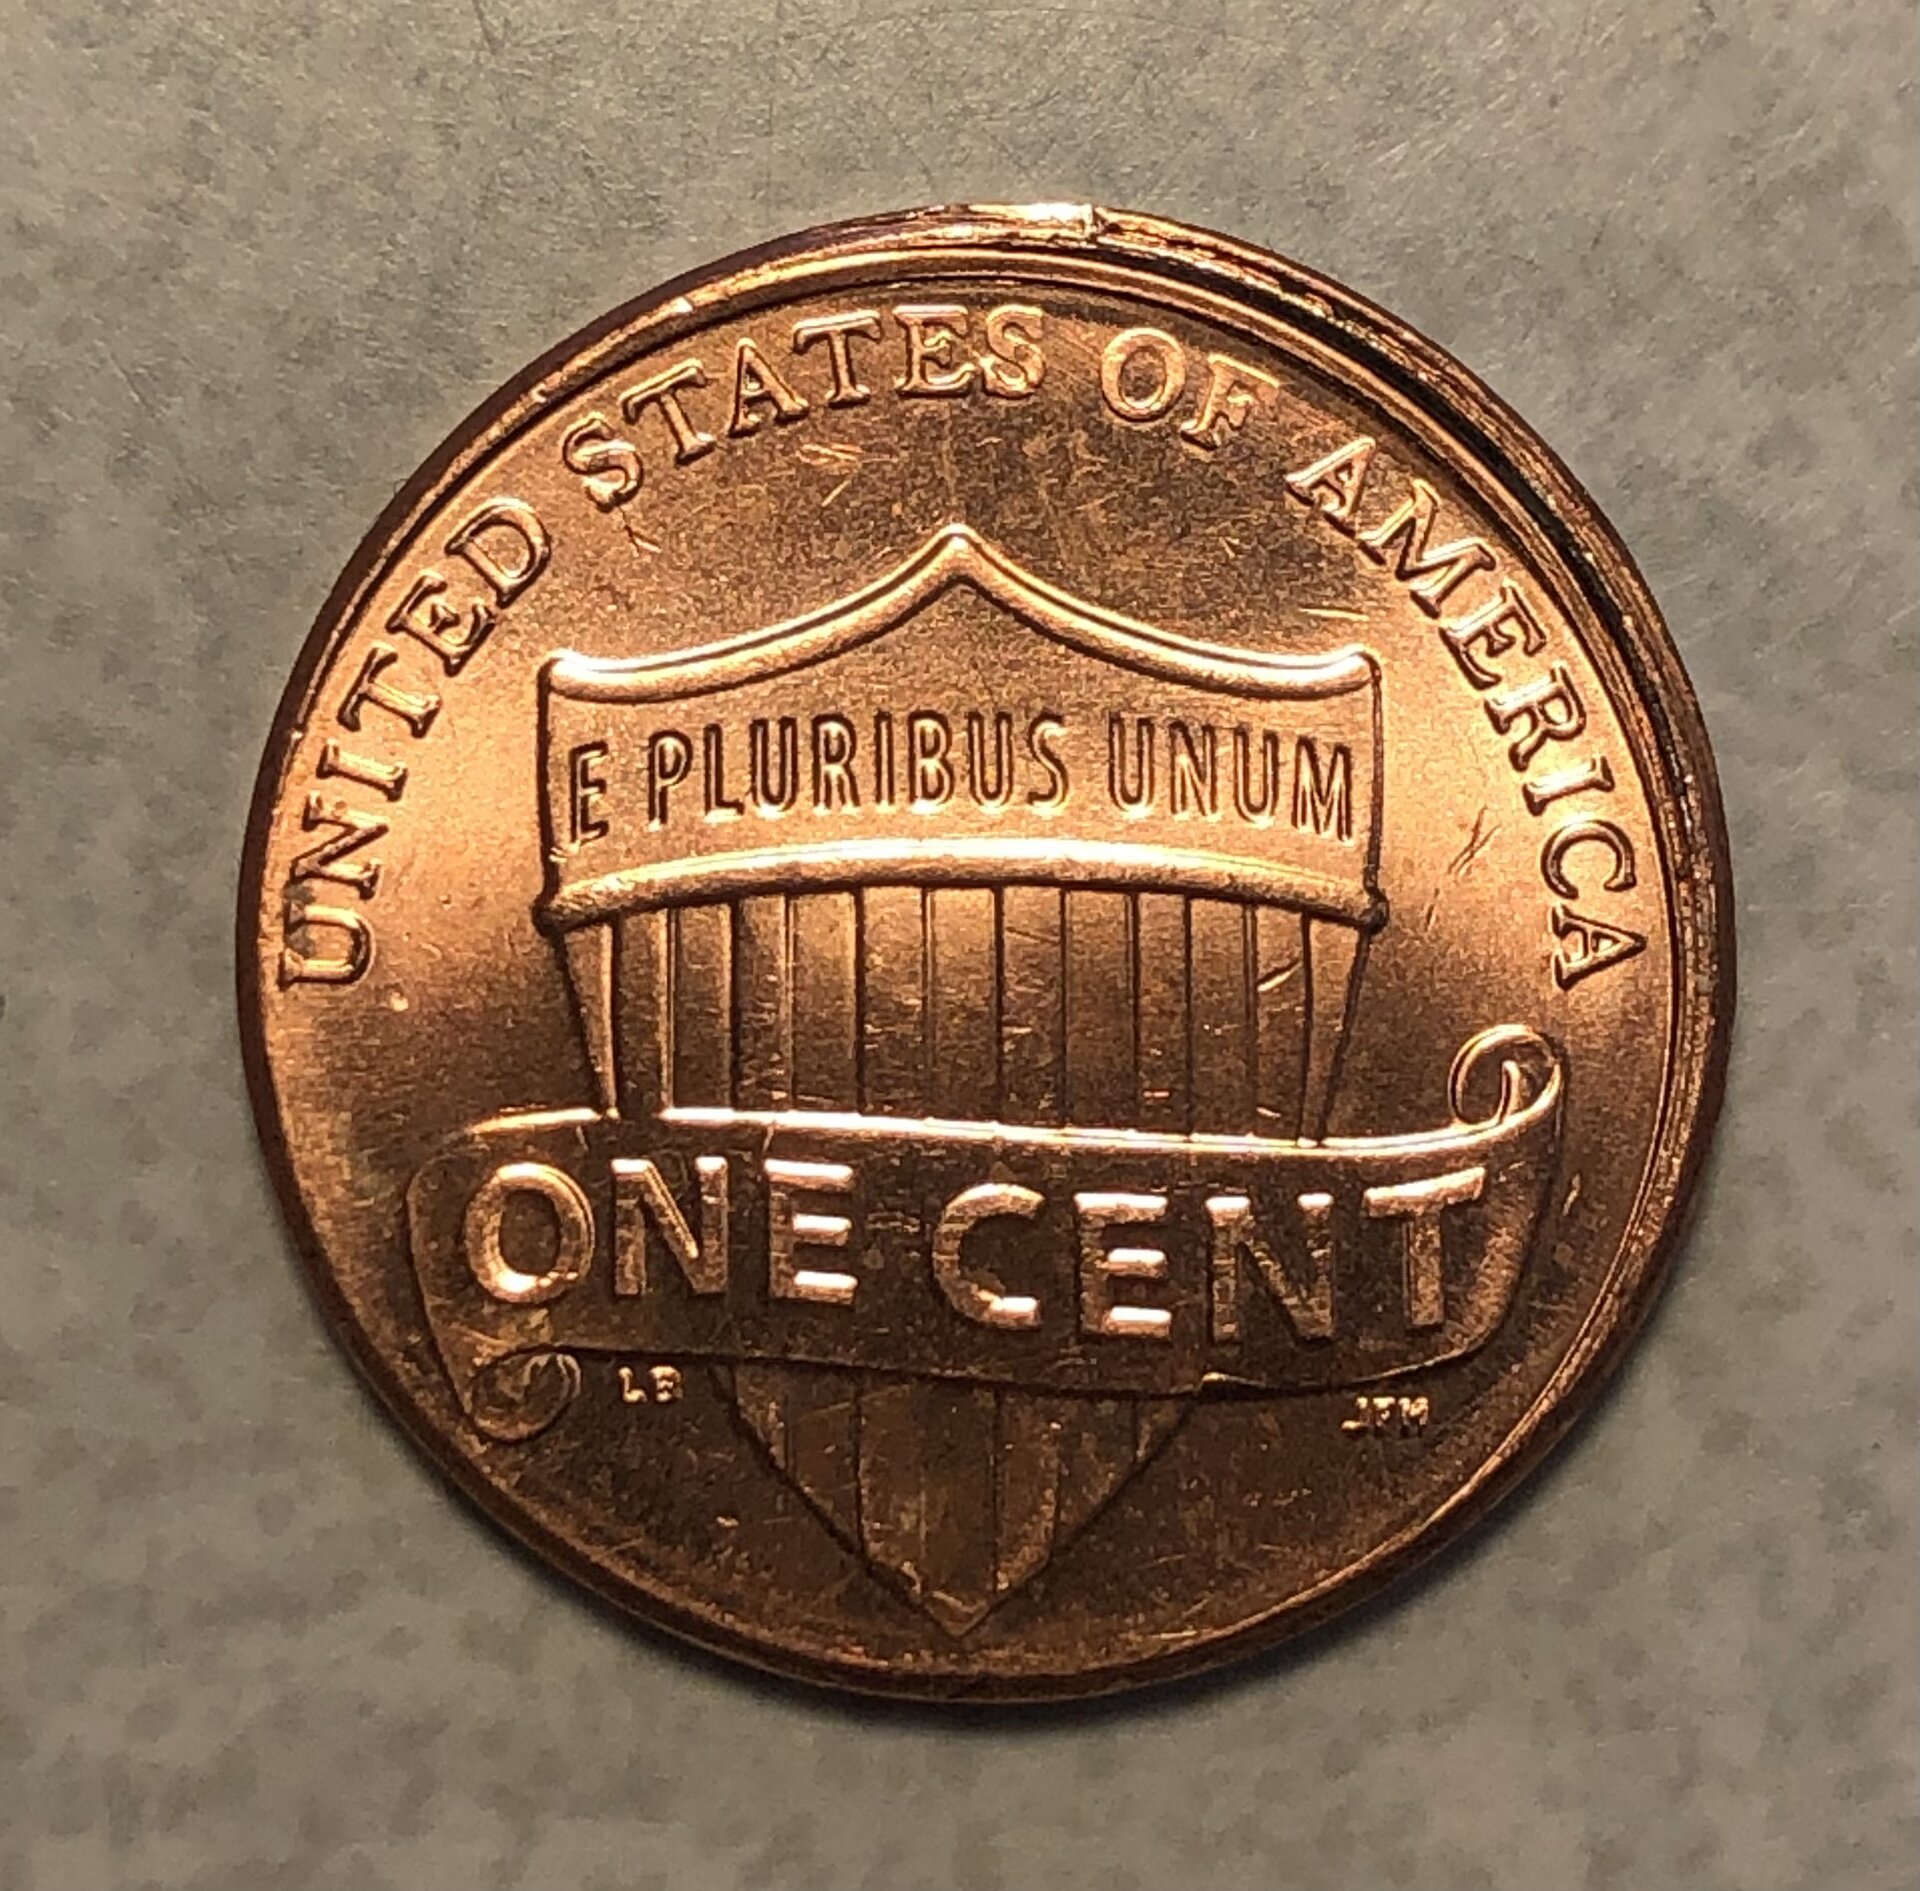 UNITED STATES OF AMERICA
E PLURIBUS UNUM
ONE CENT
LB JFM